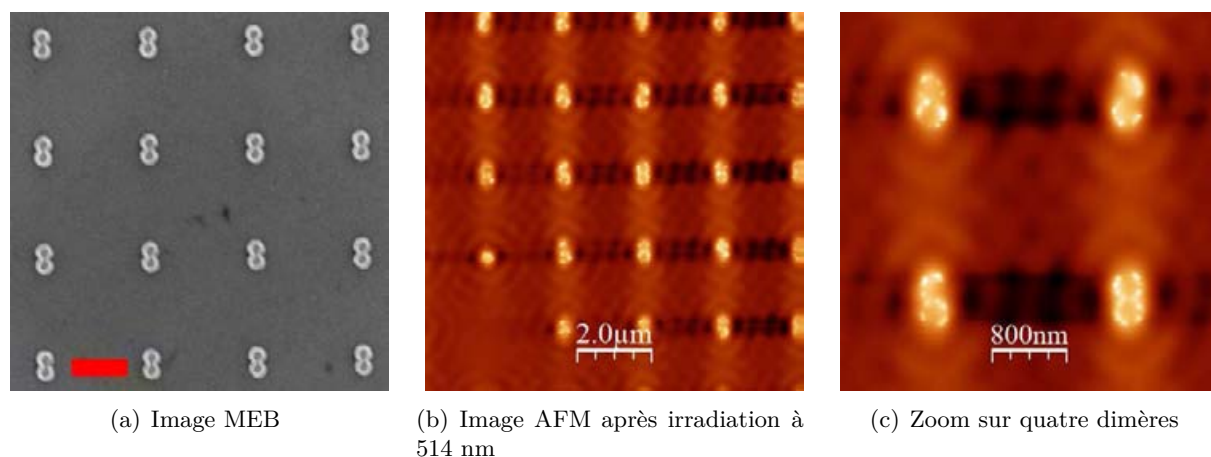 2.0µm
800nm
(a) Image MEB
(b) Image AFM après irradiation à
514 nm
(c) Zoom sur quatre dimères